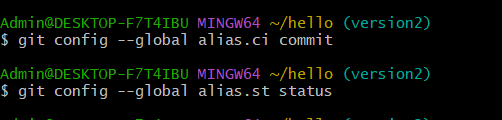 Admin@DESKTOP-F7T4IBU MINGW64 ~/hello (version2)
$ git config --global alias.ci commit
Admin@DESKTOP-F7T4IBU MINGW64 ~/hello (version2)
$ git config --global alias.st status